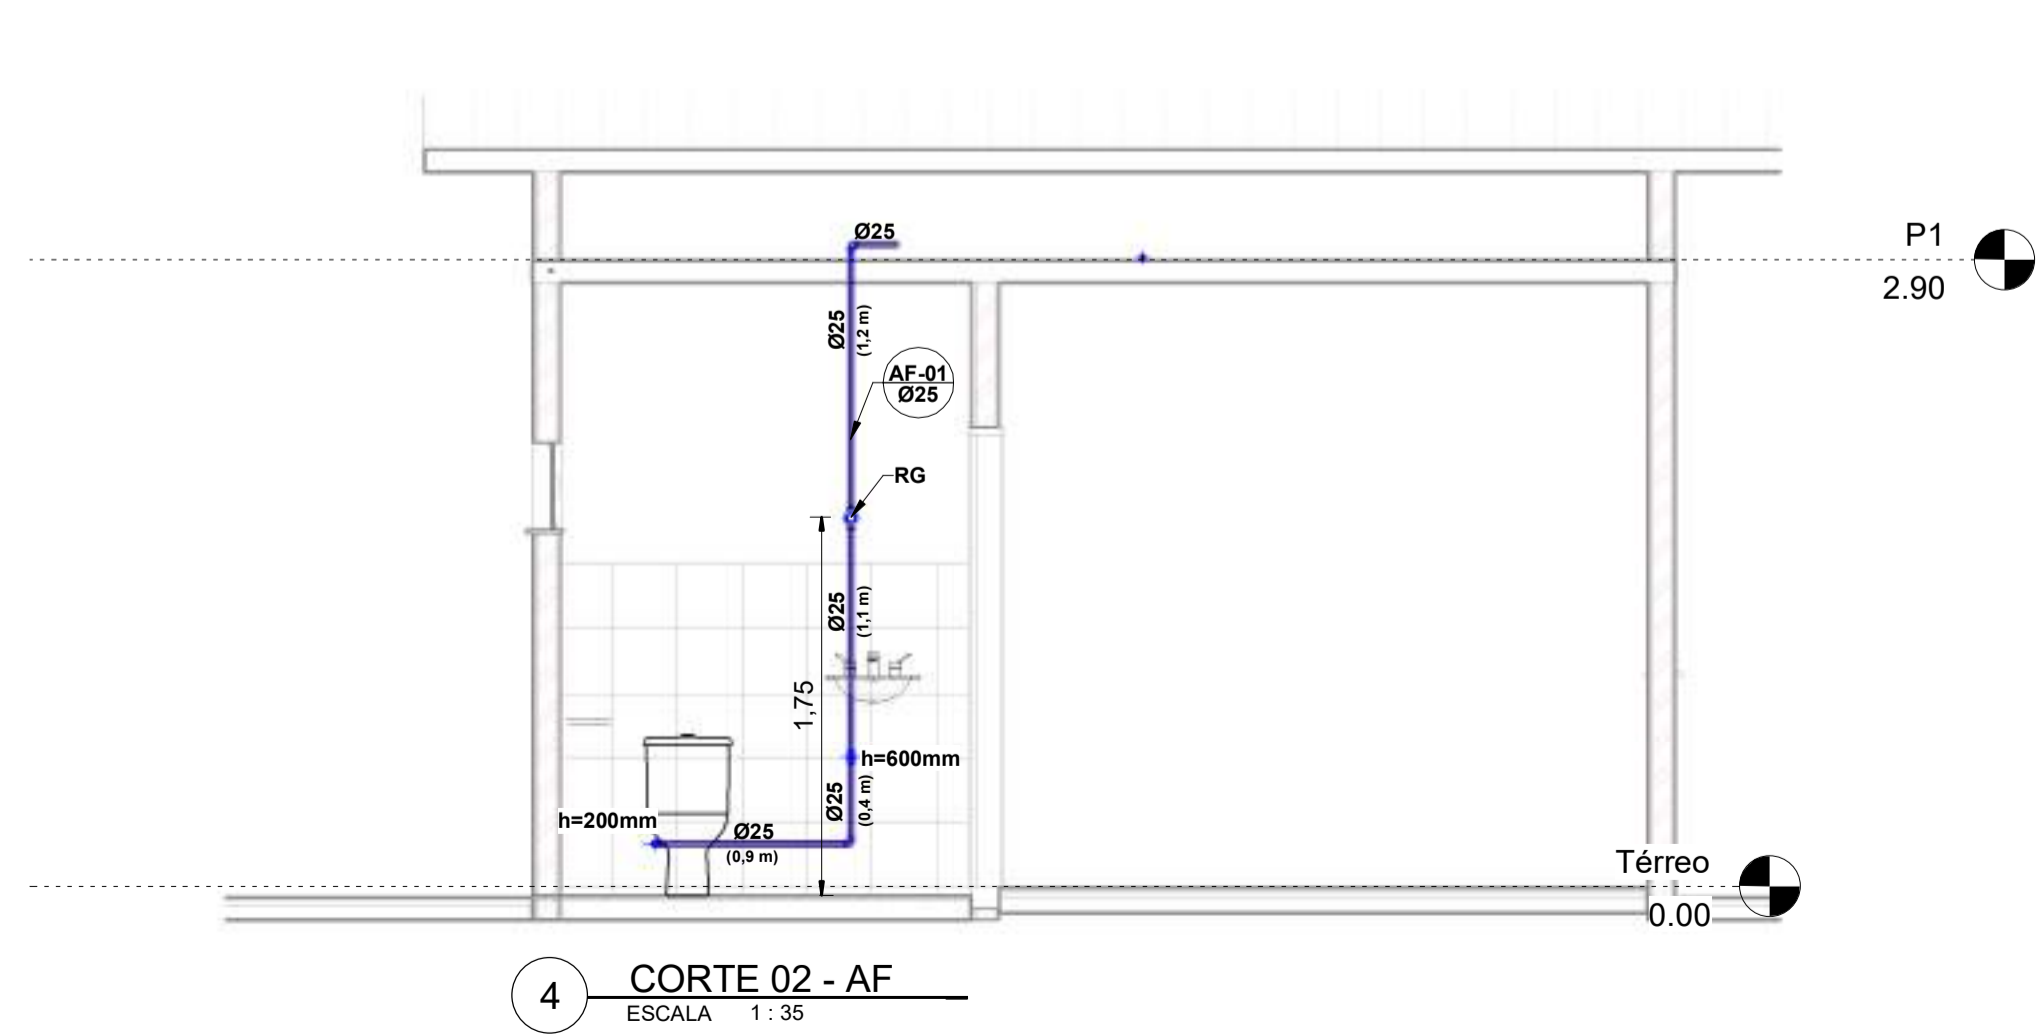 Ø25
P1
2.90
Ø25
(1,2 m)
AF-01
Ø25
RG
Ø25
(1,1 m)
1,75
h=600mm
Ø25
(0,4 m)
h=200mm
Ø25
(0,9 m)
Térreo
0.00
4
CORTE 02 - AF
ESCALA 1 : 35